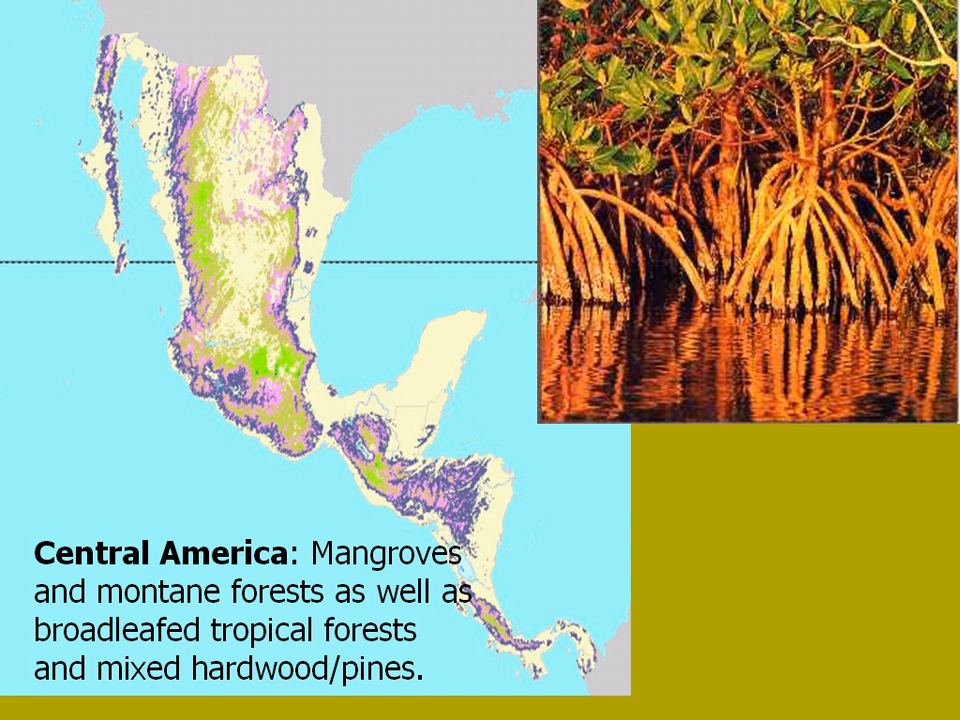 Central America: Mangroves
and montane forests as well as
broadleafed tropical forests
and mixed hardwood/pines.